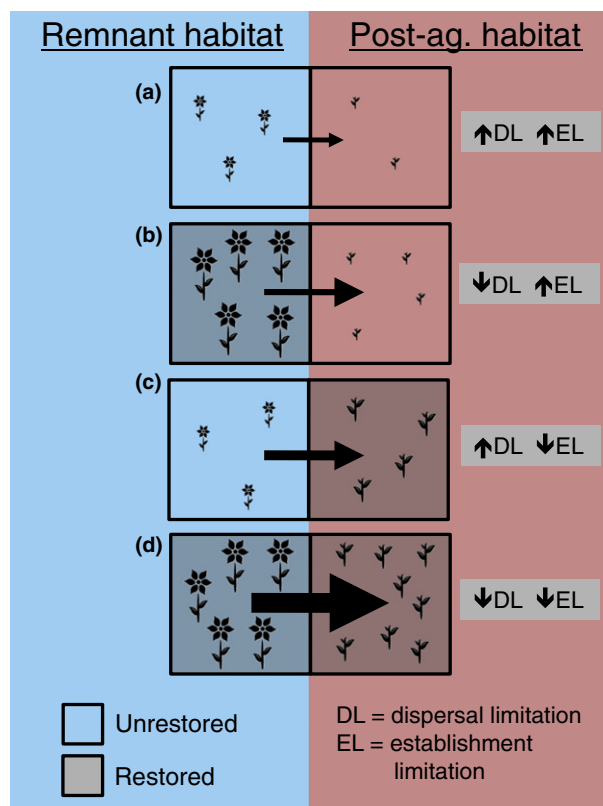 Remnant habitat
Post-ag. habitat
(a)
↑DL ↑EL
(b)
↓DL ↑EL
(c)
↑DL ↓EL
(d)
↓DL ↓EL
Unrestored
Restored
DL = dispersal limitation
EL = establishment
limitation